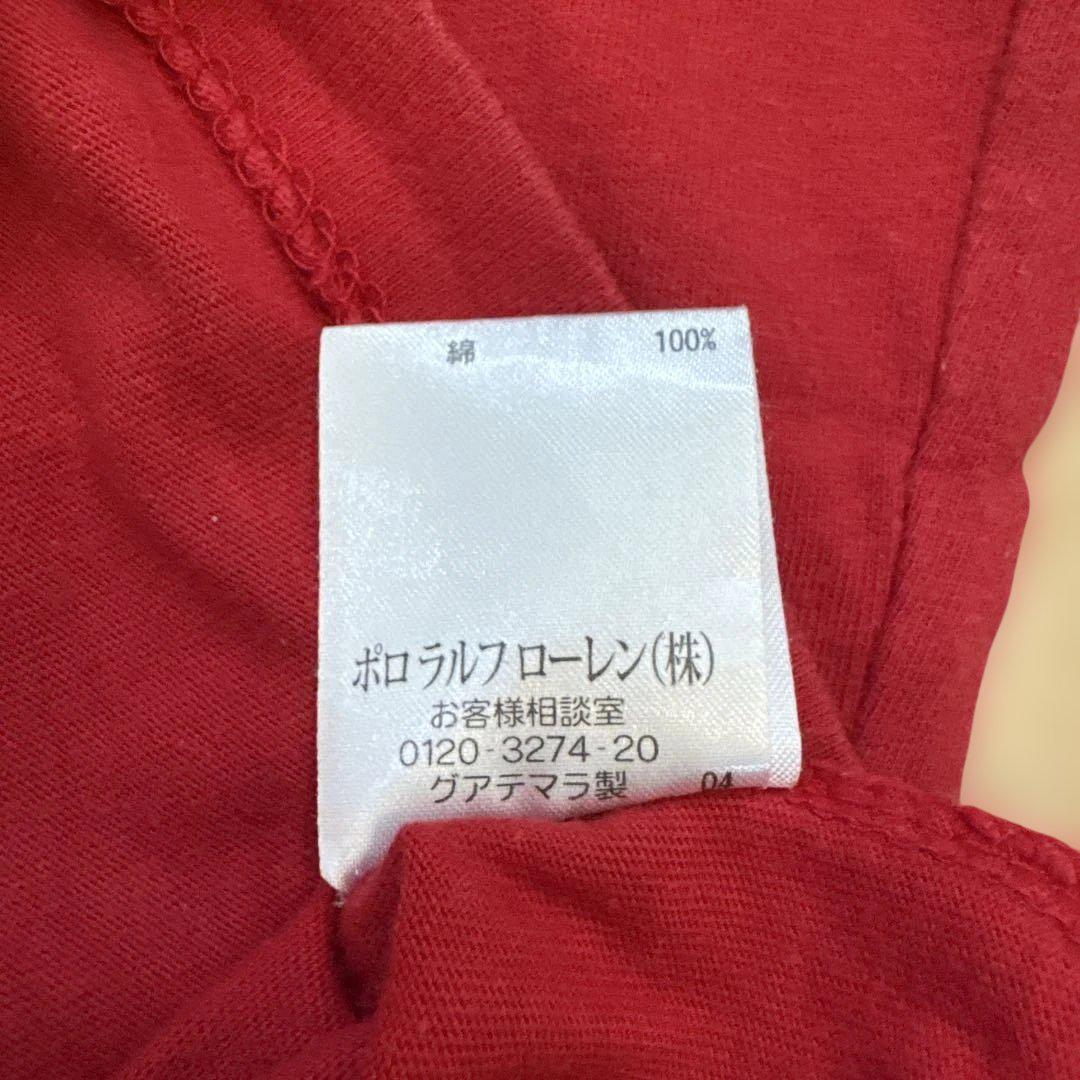 綿 100%
ポロ ラルフ ローレン(株)
お客様相談室
0120-3274-20
グアテマラ製 04